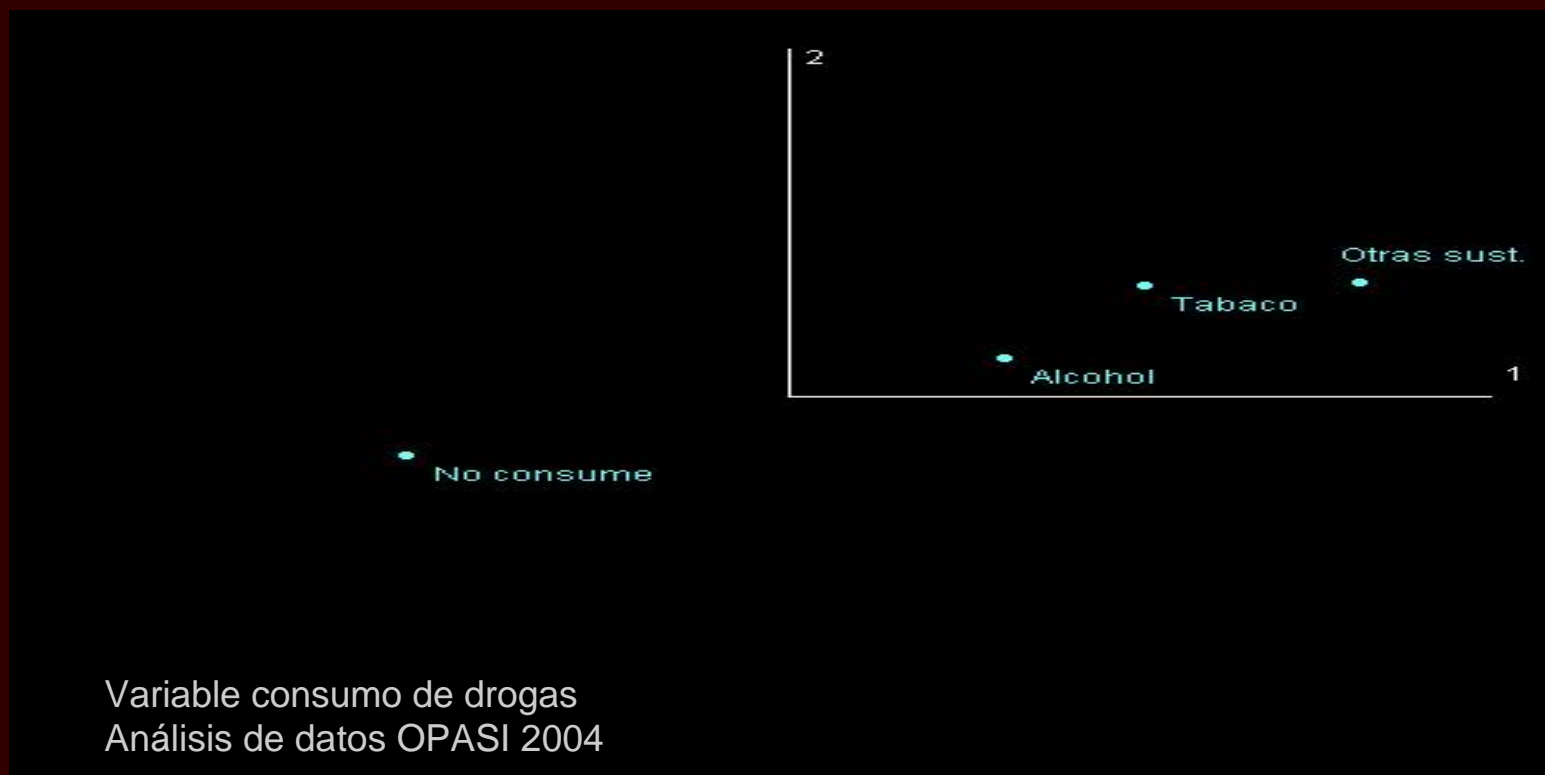 2
Otras sust.
Tabaco
1
Alcohol
No consume
Variable consumo de drogas
Análisis de datos OPASI 2004